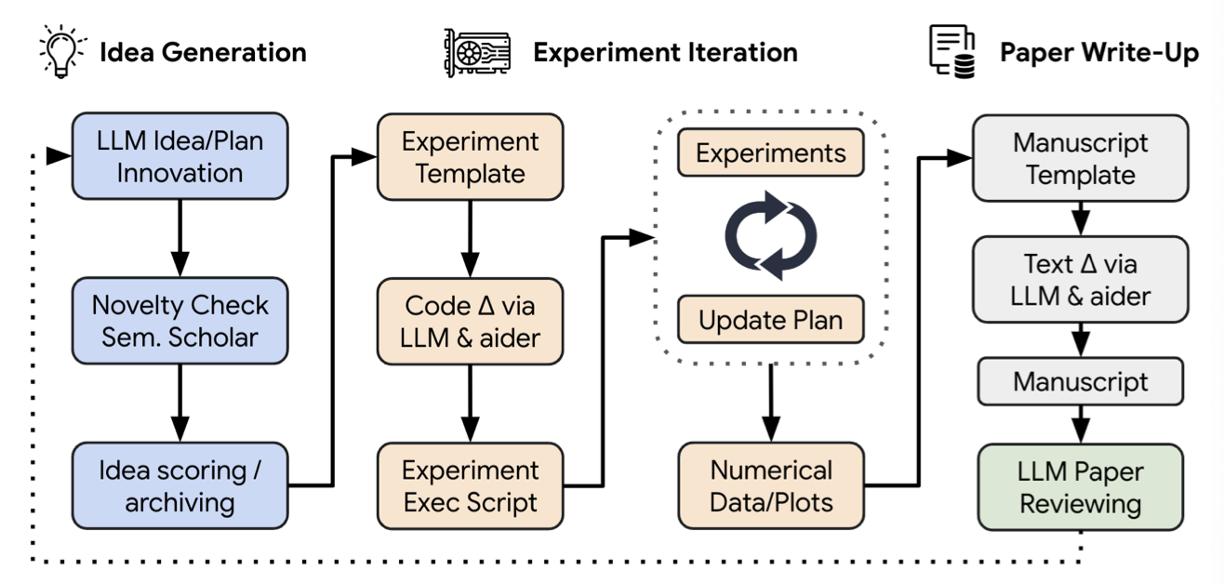 Idea Generation
Experiment Iteration
Paper Write-Up
LLM Idea/Plan
Innovation
Novelty Check
Sem. Scholar
Idea scoring /
archiving
Experiment
Template
Code Δ via
LLM & aider
Experiment
Exec Script
Experiments
Update Plan
Numerical
Data/Plots
Manuscript
Template
Text Δ via
LLM & aider
Manuscript
LLM Paper
Reviewing